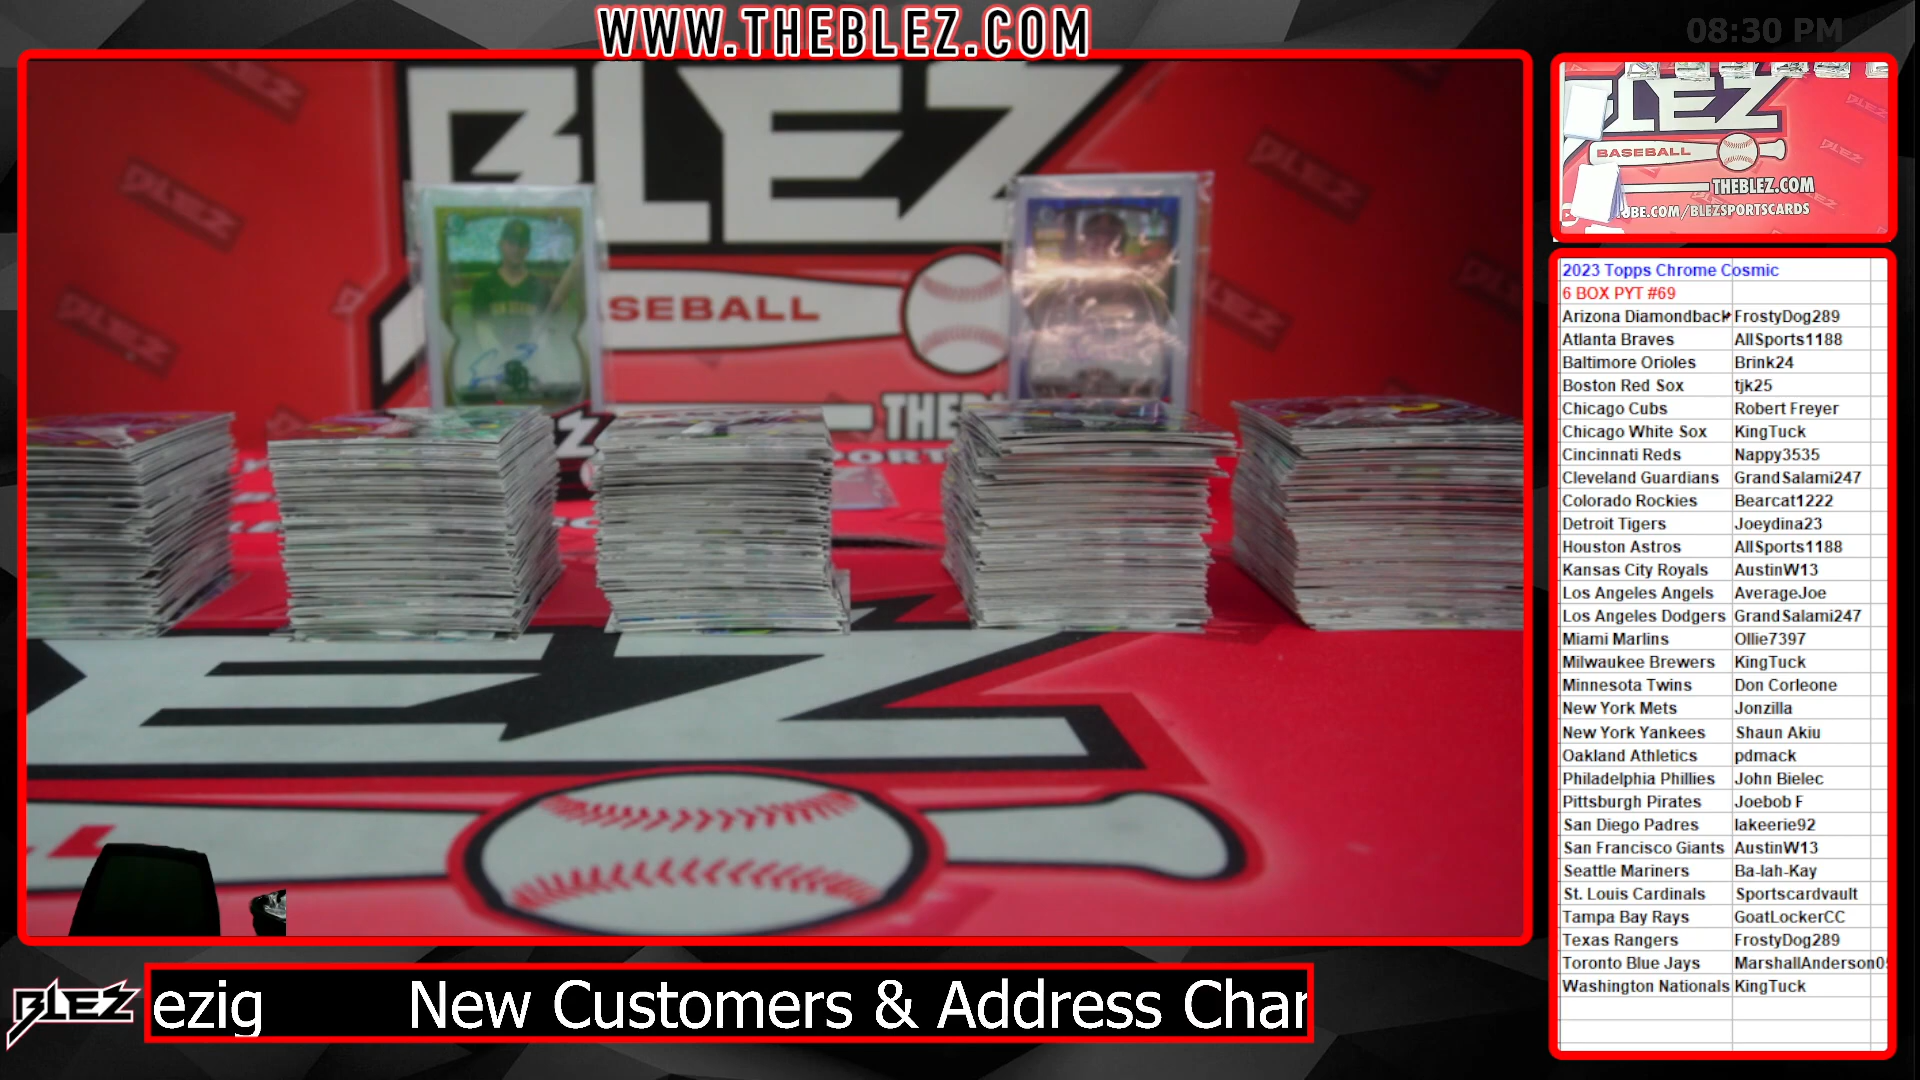 WWW.THEBLEZ.COM
08:30 PM
BLEZ
BASEBALL
THEBLEZ.COM
BLEZ
SEBALL
THEB
BLEZ
2023 Topps Chrome Cosmic
6 BOX PYT #69
Arizona Diamondback FrostyDog289
Atlanta Braves AllSports1188
Baltimore Orioles Brink24
Boston Red Sox tjk25
Chicago Cubs Robert Freyer
Chicago White Sox KingTuck
Cincinnati Reds Nappy3535
Cleveland Guardians GrandSalami247
Colorado Rockies Bearcat1222
Detroit Tigers Joeydina23
Houston Astros AllSports1188
Kansas City Royals AustinW13
Los Angeles Angels AverageJoe
Los Angeles Dodgers GrandSalami247
Miami Marlins Ollie7397
Milwaukee Brewers KingTuck
Minnesota Twins Don Corleone
New York Mets Jonzilla
New York Yankees Shaun Akiu
Oakland Athletics pdmack
Philadelphia Phillies John Bielec
Pittsburgh Pirates Joebob F
San Diego Padres lakeerie92
San Francisco Giants AustinW13
Seattle Mariners Ba-lah-Kay
St. Louis Cardinals Sportscardvault
Tampa Bay Rays GoatLockerCC
Texas Rangers FrostyDog289
Toronto Blue Jays MarshallAnderson0
Washington Nationals KingTuck
BLEZ
ezig New Customers & Address Char